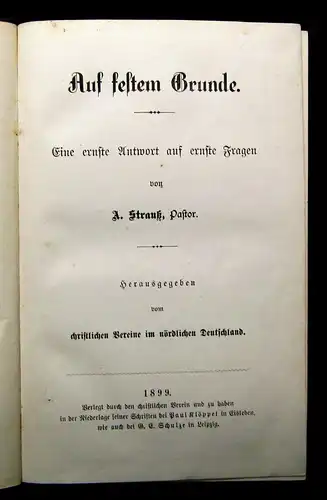 Auf festem Grunde.
Eine ernste Antwort auf ernste Fragen
von
A. Strauß, Pastor.
Herausgegeben
vom
christlichen Vereine im nördlichen Deutschland.
1899.
Verlegt durch den christlichen Verein und zu haben
in der Niederlage seiner Schriften bei Paul Klöppel in Eisleben,
wie auch bei G. E. Schulze in Leipzig.